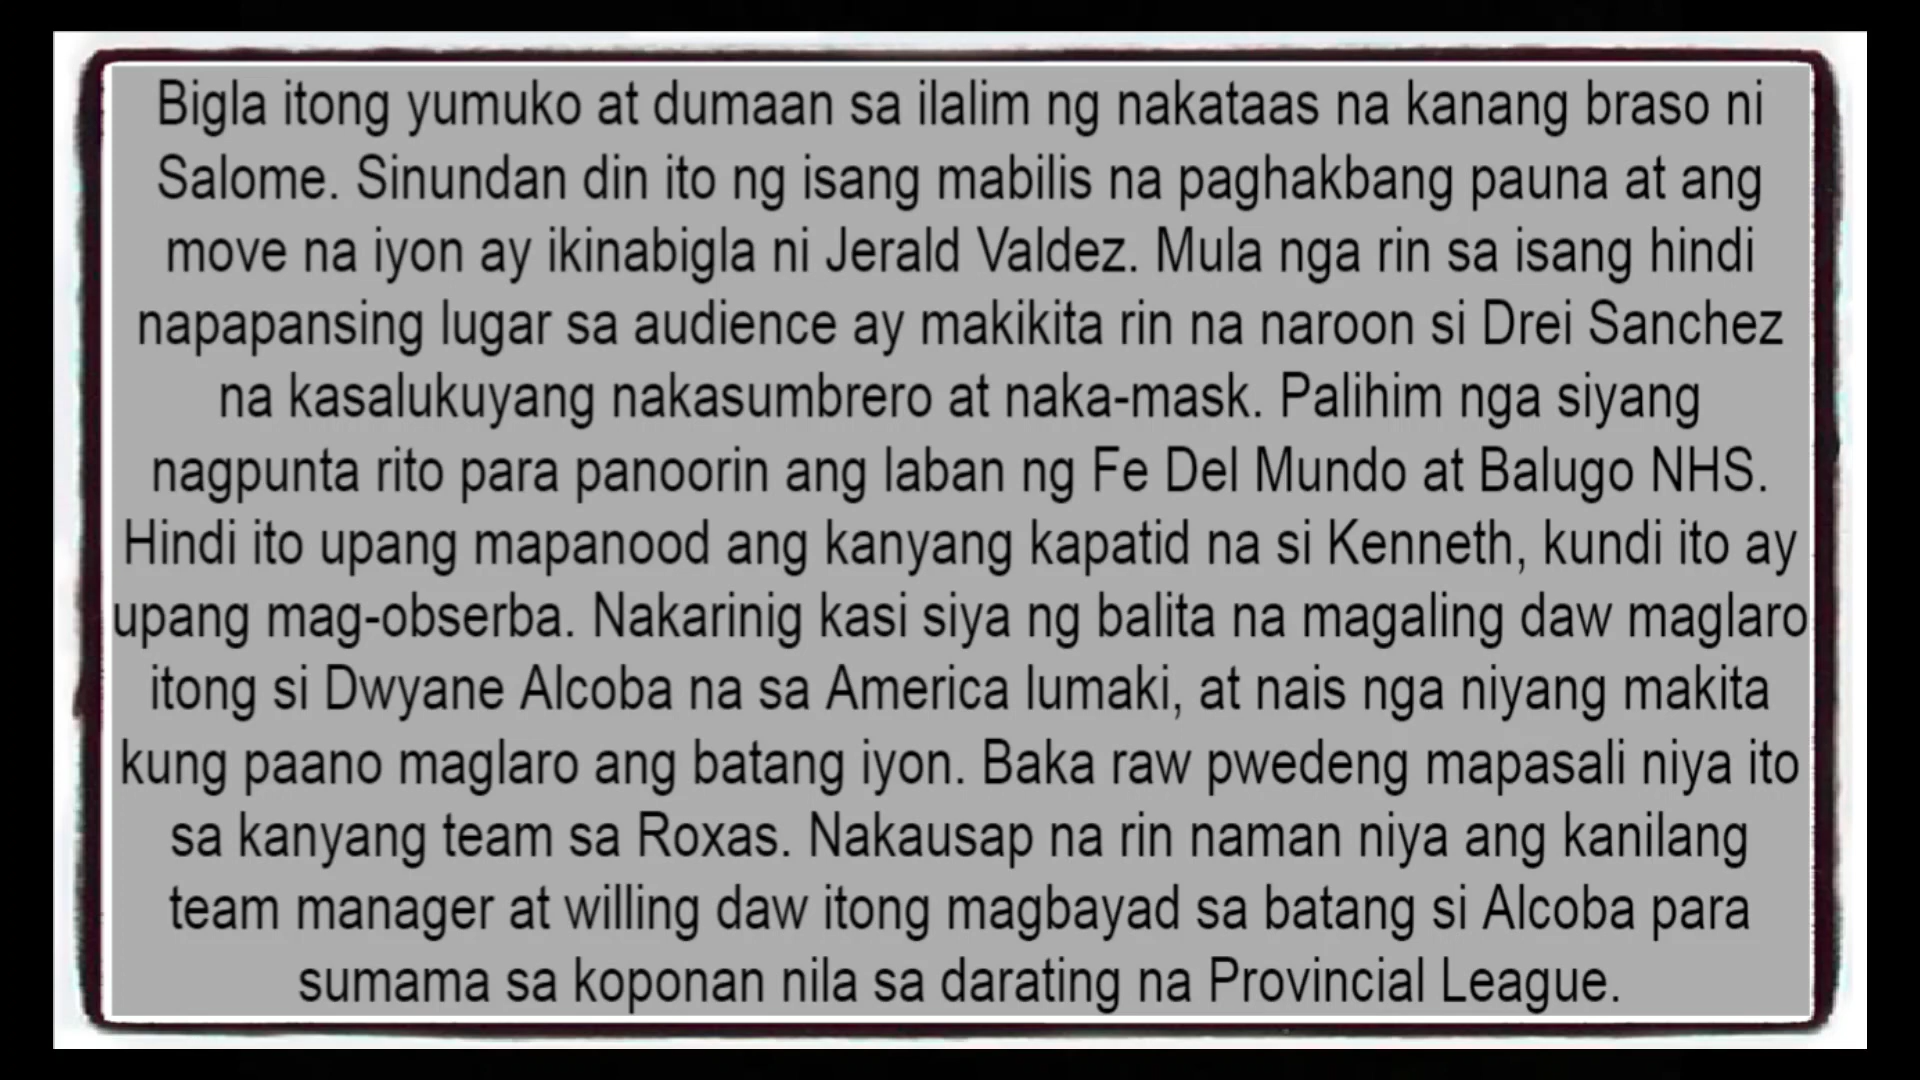 Bigla itong yumuko at dumaan sa ilalim ng nakataas na kanang braso ni
Salome. Sinundan din ito ng isang mabilis na paghakbang pauna at ang
move na iyon ay ikinabigla ni Jerald Valdez. Mula nga rin sa isang hindi
napapansing lugar sa audience ay makikita rin na naroon si Drei Sanchez
na kasalukuyang nakasumbrero at naka-mask. Palihim nga siyang
nagpunta rito para panoorin ang laban ng Fe Del Mundo at Balugo NHS.
Hindi ito upang mapanood ang kanyang kapatid na si Kenneth, kundi ito ay
upang mag-obserba. Nakarinig kasi siya ng balita na magaling daw maglaro
itong si Dwyane Alcoba na sa America lumaki, at nais nga niyang makita
kung paano maglaro ang batang iyon. Baka raw pwedeng mapasali niya ito
sa kanyang team sa Roxas. Nakausap na rin naman niya ang kanilang
team manager at willing daw itong magbayad sa batang si Alcoba para
sumama sa koponan nila sa darating na Provincial League.